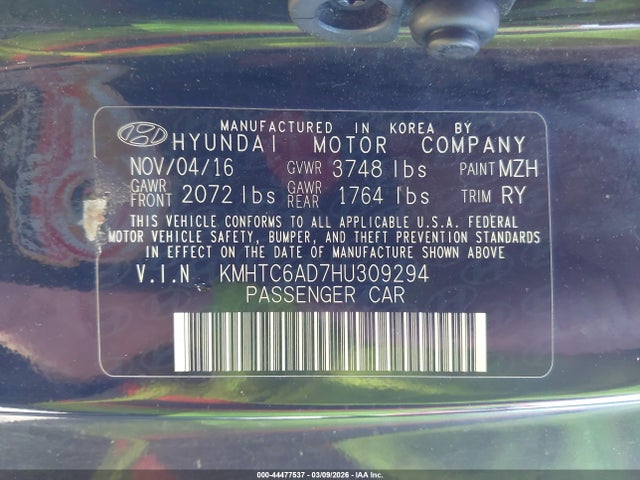 MANUFACTURED IN KOREA BY
HYUNDAI MOTOR COMPANY
NOV/04/16 GVWR 3748 lbs PAINT MZH
GAWR FRONT 2072 lbs GAWR REAR 1764 lbs TRIM RY
THIS VEHICLE CONFORMS TO ALL APPLICABLE U.S.A. FEDERAL
MOTOR VEHICLE SAFETY, BUMPER, AND THEFT PREVENTION STANDARDS
IN EFFECT ON THE DATE OF MANUFACTURE SHOWN ABOVE
V.I.N KMHTC6AD7HU309294
PASSENGER CAR
000-44477537 - 03/09/2026 - IAA Inc.